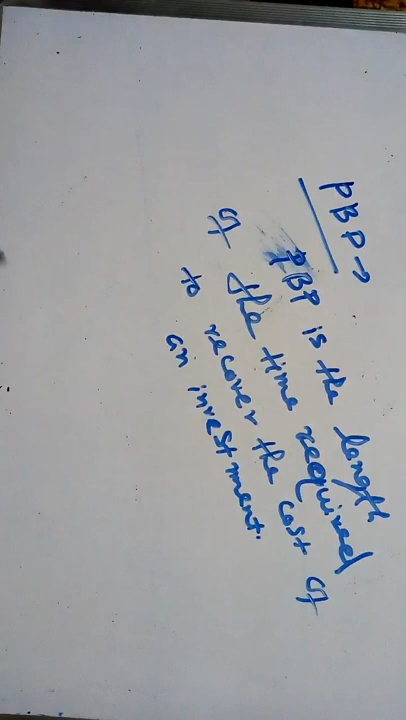 PBP →
PBP is the length
of the time required
to recover the cost of
an investment.